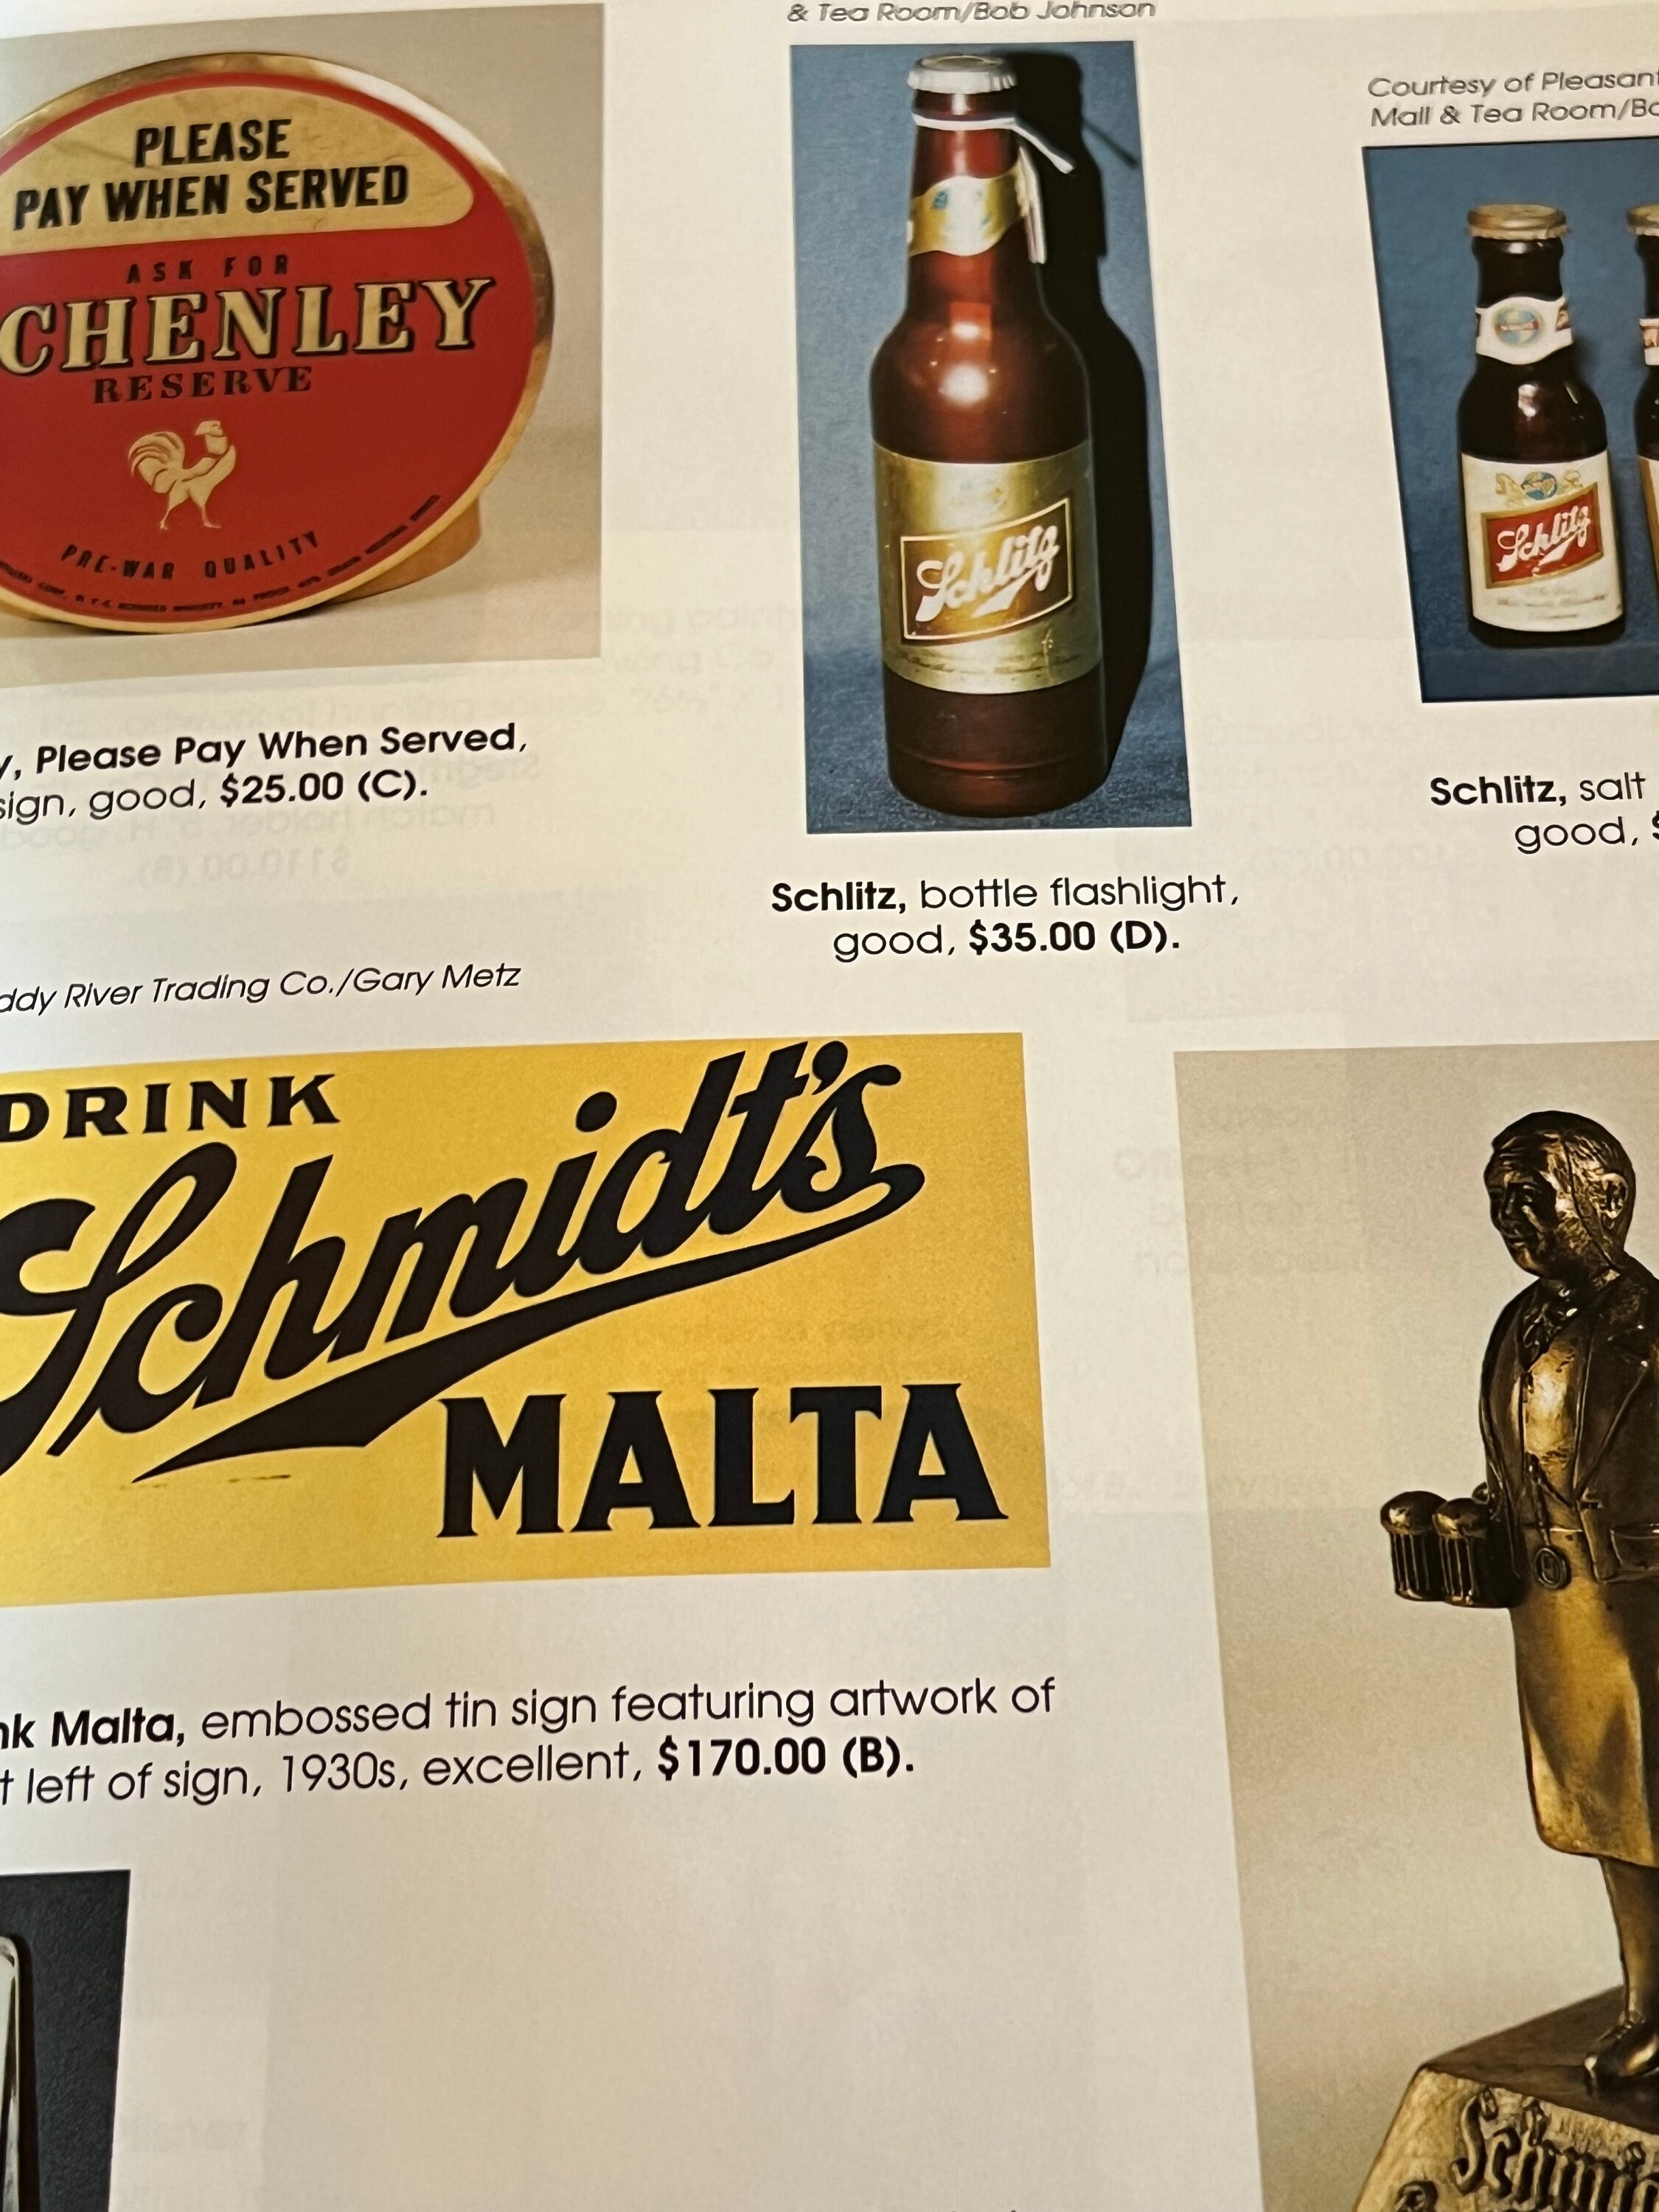 & Tea Room/Bob Johnson
Courtesy of Pleasant
Mall & Tea Room/Bo
PLEASE
PAY WHEN SERVED
ASK FOR
CHENLEY
RESERVE
PRE-WAR QUALITY
Schlitz
Schlitz
y, Please Pay When Served,
sign, good, $25.00 (C).
Schlitz, bottle flashlight,
good, $35.00 (D).
Schlitz, salt
good, $
ddy River Trading Co./Gary Metz
DRINK
Schmidt's
MALTA
nk Malta, embossed tin sign featuring artwork of
t left of sign, 1930s, excellent, $170.00 (B).
Schmid